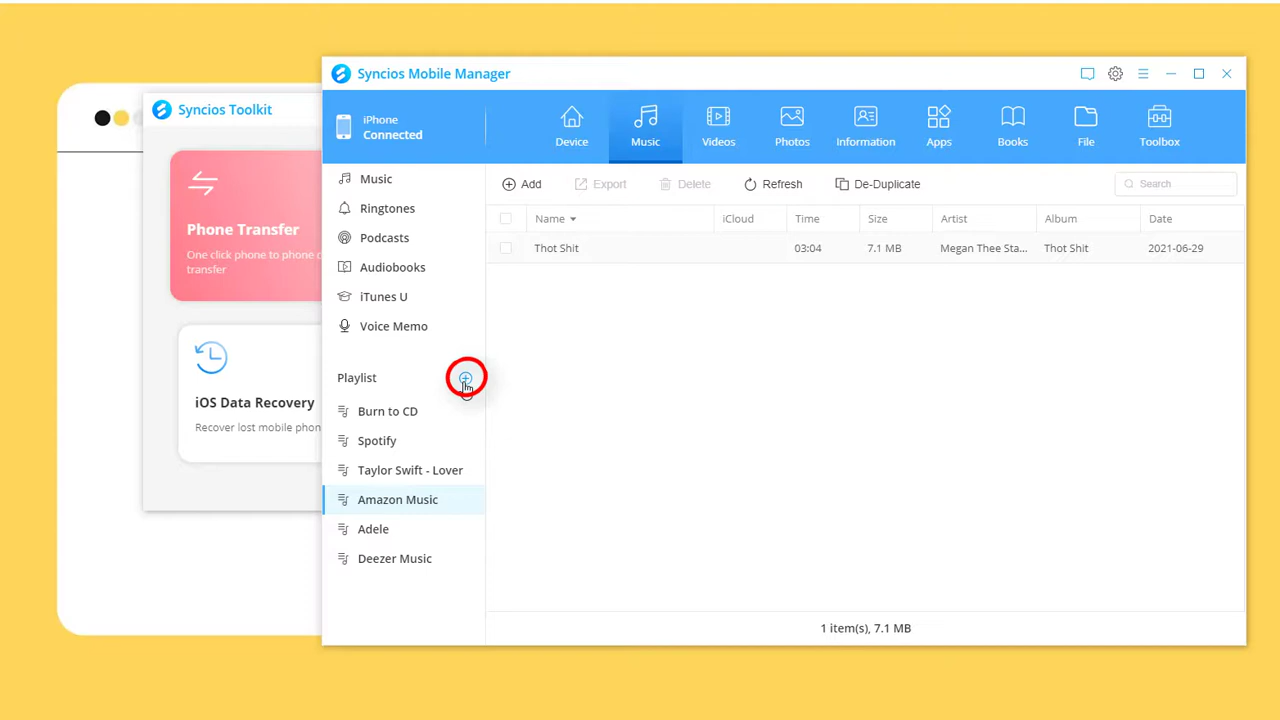 Syncios Mobile Manager
Syncios Toolkit
iPhone
Connected
Device
Music
Videos
Photos
Information
Apps
Books
File
Toolbox
Phone Transfer
One click phone to phone
transfer
iOS Data Recovery
Recover lost mobile phon
Music
Ringtones
Podcasts
Audiobooks
iTunes U
Voice Memo
Playlist
Burn to CD
Spotify
Taylor Swift - Lover
Amazon Music
Adele
Deezer Music
Add Export Delete Refresh De-Duplicate Search
Name iCloud Time Size Artist Album Date
Thot Shit 03:04 7.1 MB Megan Thee Sta... Thot Shit 2021-06-29
1 item(s), 7.1 MB